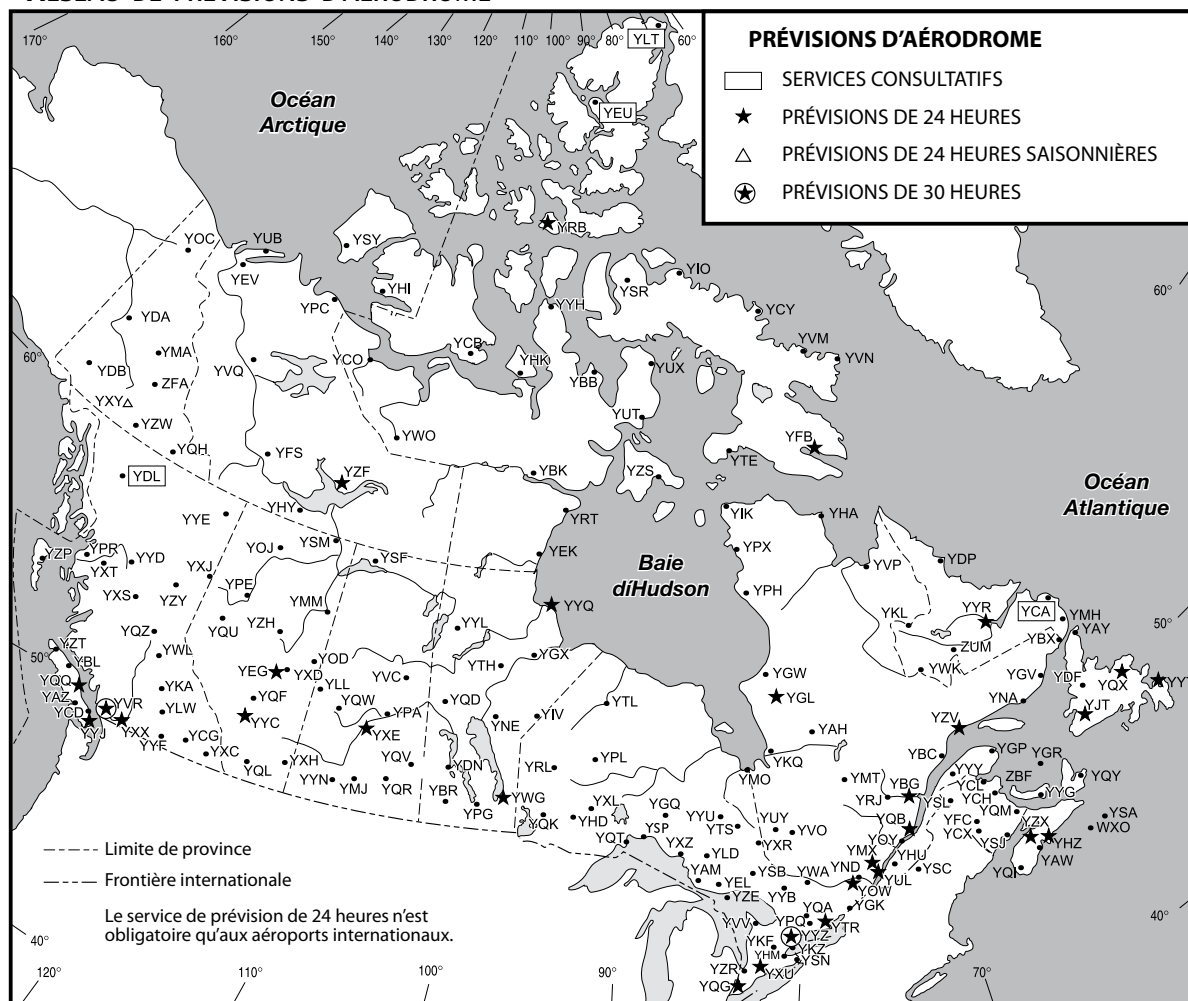 RÉSEAU DE PRÉVISIONS D'AÉRODROME
170° 160° 150° 140° 130° 120° 110° 100° 90° 80° 60°
PRÉVISIONS D'AÉRODROME
SERVICES CONSULTATIFS
PRÉVISIONS DE 24 HEURES
PRÉVISIONS DE 24 HEURES SAISONNIÈRES
PRÉVISIONS DE 30 HEURES
YLT
YEU
Océan
Arctique
YRB
YOC
YUB
YSY
YEV
YHI
YPC
YIO
YSR
YYH
YCY
60°
YDA
YMA
YDB
ZFA
YXY
YZW
YVQ
YCO
YCB
YHK
YBB
YUX
YVM
YVN
60°
YUT
YWO
YFB
YQH
YFS
YTE
YDL
YZF
YBK
YZS
Océan
Atlantique
YHY
YYE
YRT
YIK
YHA
YZP
YPR
YXT
YYD
YOJ
YSM
YSF
YEK
Baie
díHudson
YPX
YVP
YDP
YXJ
YXS
YZY
YPE
YMM
YYQ
YPH
YKL
YYR
YCA
YMH
YAY
50°
YQZ
YQU
YZH
YYL
ZUM
YBX
50°
YZT
YBL
YWL
YEG
YXD
YOD
YTH
YGX
YGW
YWK
YGV
YDF
YQX
YYT
YQQ
YKA
YQF
YLL
YVC
YGL
YNA
YJT
YAZ
YVR
YCD
YLW
YYC
YQW
YPA
YQD
YNE
YIV
YTL
YZV
YYJ
YXX
YYF
YCG
YXC
YXE
YAH
YQL
YXH
YQV
YDN
YRL
YPL
YMO
YKQ
YBC
YGP
YGR
YYN
YMJ
YQR
YBR
YPG
YWG
YMT
YBG
YYY
YCL
ZBF
YQY
YQK
YHD
YXL
YGQ
YYU
YTS
YUY
YVO
YRJ
YSL
YCH
YYG
YQT
YSP
YXZ
YXR
YQB
YQM
YSA
YLD
YOY
YFC
YCX
YZX
WXO
YSJ
YHZ
YMX
YAM
YEL
YSB
YWA
YND
YHU
YSC
YAW
YZE
YYB
YOW
YUL
YQI
YGK
YVV
YPQ
YQA
YTR
YYZ
YKF
YKZ
YHM
YSN
YZR
YXU
YQG
Limite de province
Frontière internationale
Le service de prévision de 24 heures n'est
obligatoire qu'aux aéroports internationaux.
40°
40°
120° 110° 100° 90° 70°